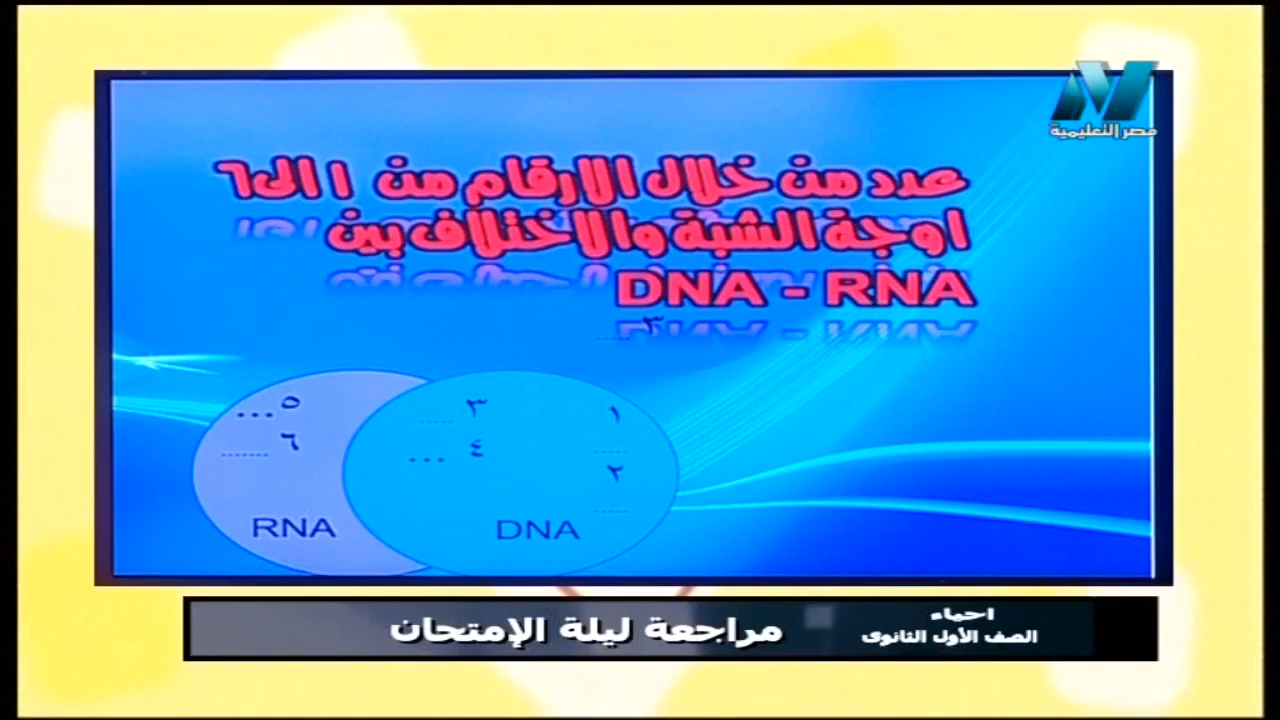 مصر التعليمية
عدد من خلال الارقام من ١ الى ٦
اوجة الشبة والاختلاف بين
DNA - RNA
٣ .....
١ .....
٢ .....
٣ .....
٤ ...
٥ ...
٦ .......
DNA
RNA
احياء
الصف الأول الثانوى
مراجعة ليلة الإمتحان